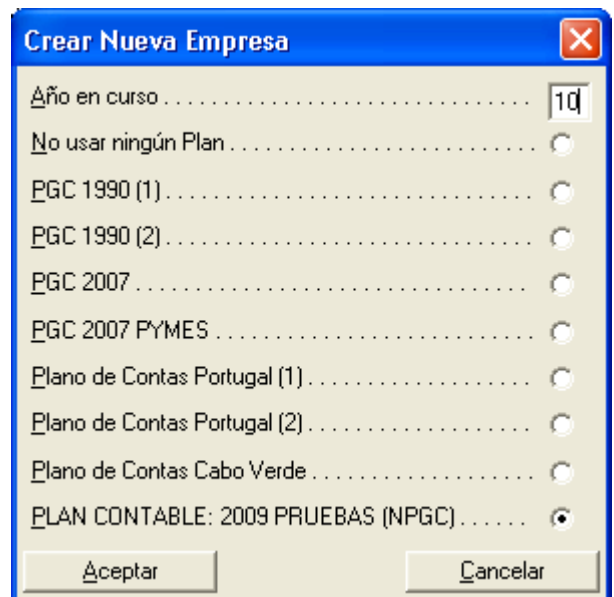 Crear Nueva Empresa
Año en curso . . . . . . . . . . . . . . . . . . . . . . . . . . . . . . 10
No usar ningún Plan . . . . . . . . . . . . . . . . . . . . . . . . .
PGC 1990 (1) . . . . . . . . . . . . . . . . . . . . . . . . . . . . . .
PGC 1990 (2) . . . . . . . . . . . . . . . . . . . . . . . . . . . . . .
PGC 2007 . . . . . . . . . . . . . . . . . . . . . . . . . . . . . . . .
PGC 2007 PYMES . . . . . . . . . . . . . . . . . . . . . . . . .
Plano de Contas Portugal (1) . . . . . . . . . . . . . . . . . .
Plano de Contas Portugal (2) . . . . . . . . . . . . . . . . . .
Plano de Contas Cabo Verde . . . . . . . . . . . . . . . . .
PLAN CONTABLE: 2009 PRUEBAS (NPGC) . . . . . .
Aceptar Cancelar